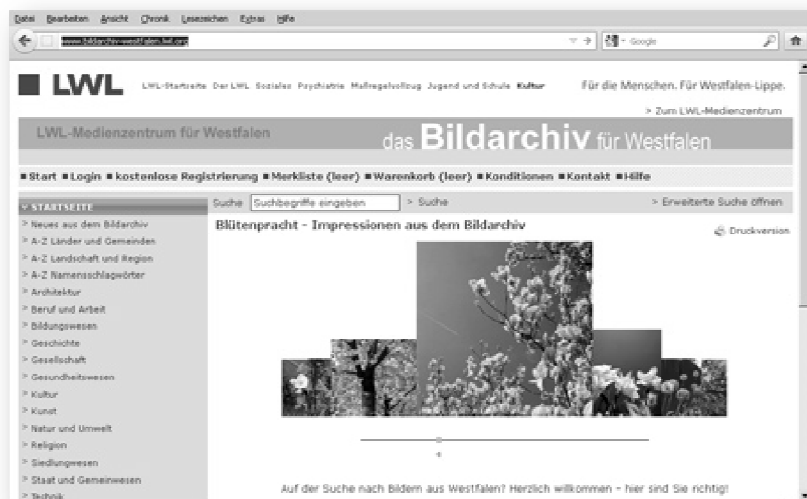 Datei Bearbeiten Ansicht Chronik Lesezeichen Extras Hilfe
www.bildarchiv-westfalen.lwl.org
Google
LWL
LWL-Startseite Der LWL Soziales Psychiatrie Maßregelvollzug Jugend und Schule Kultur
Für die Menschen. Für Westfalen-Lippe.
> Zum LWL-Medienzentrum
LWL-Medienzentrum für Westfalen
das Bildarchiv für Westfalen
Start Login kostenlose Registrierung Merkliste (leer) Warenkorb (leer) Konditionen Kontakt Hilfe
STARTSEITE
Suche Suchbegriffe eingeben > Suche
> Erweiterte Suche öffnen
> Neues aus dem Bildarchiv
> A-Z Länder und Gemeinden
> A-Z Landschaft und Region
> A-Z Namensschlagwörter
> Architektur
> Beruf und Arbeit
> Bildungswesen
> Geschichte
> Gesellschaft
> Gesundheitswesen
> Kultur
> Kunst
> Natur und Umwelt
> Religion
> Siedlungwesen
> Staat und Gemeinwesen
> Technik
Blütenpracht - Impressionen aus dem Bildarchiv
Druckversion
Auf der Suche nach Bildern aus Westfalen? Herzlich willkommen - hier sind Sie richtig!